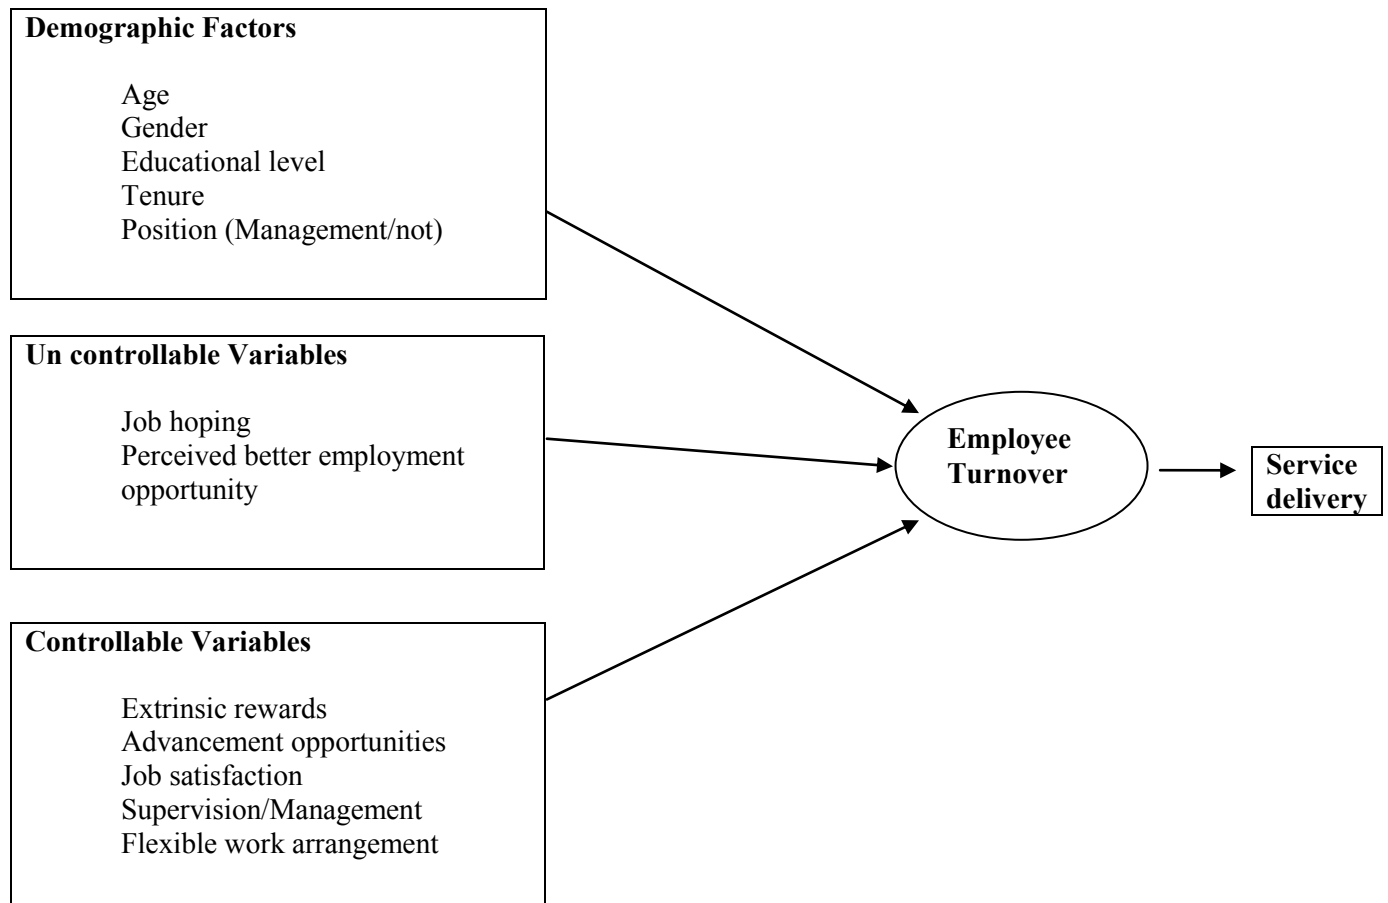 Demographic Factors
Age
Gender
Educational level
Tenure
Position (Management/not)
Un controllable Variables
Job hoping
Perceived better employment
opportunity
Controllable Variables
Extrinsic rewards
Advancement opportunities
Job satisfaction
Supervision/Management
Flexible work arrangement
Employee
Turnover
Service
delivery